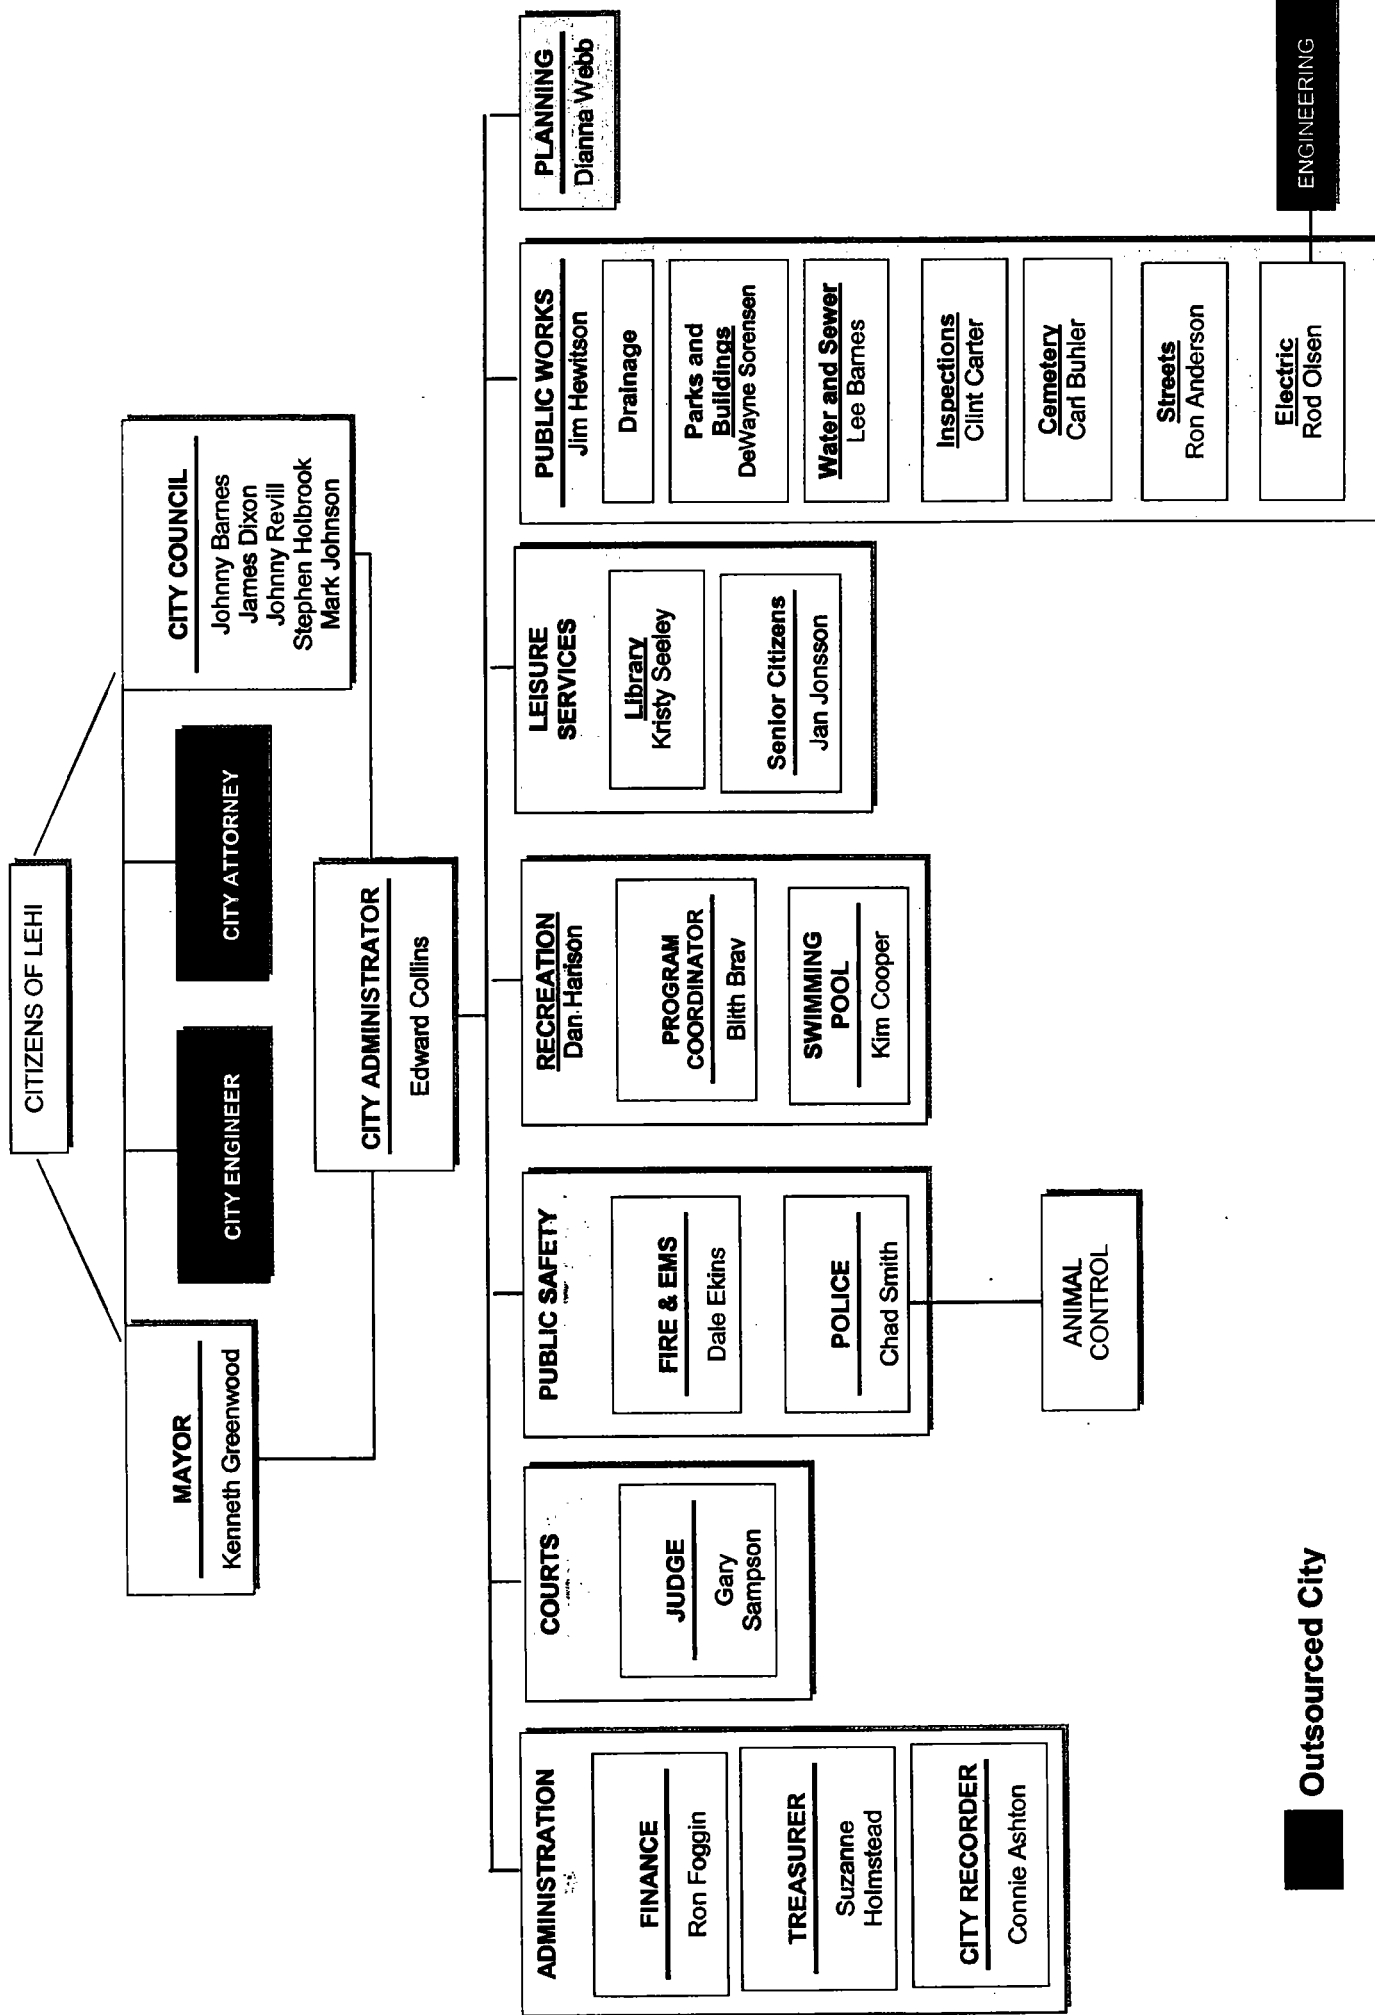 CITIZENS OF LEHI
MAYOR
Kenneth Greenwood
CITY ENGINEER
CITY ATTORNEY
CITY COUNCIL
Johnny Barnes
James Dixon
Johnny Revill
Stephen Holbrook
Mark Johnson
CITY ADMINISTRATOR
Edward Collins
ADMINISTRATION
FINANCE
Ron Foggin
TREASURER
Suzanne
Holmstead
CITY RECORDER
Connie Ashton
COURTS
JUDGE
Gary
Sampson
PUBLIC SAFETY
FIRE & EMS
Dale Ekins
POLICE
Chad Smith
ANIMAL
CONTROL
RECREATION
Dan Harison
PROGRAM
COORDINATOR
Blith Brav
SWIMMING
POOL
Kim Cooper
LEISURE
SERVICES
Library
Kristy Seeley
Senior Citizens
Jan Jonsson
PUBLIC WORKS
Jim Hewitson
Drainage
Parks and
Buildings
DeWayne Sorensen
Water and Sewer
Lee Barnes
Inspections
Clint Carter
Cemetery
Carl Buhler
Streets
Ron Anderson
Electric
Rod Olsen
ENGINEERING
PLANNING
Dianna Webb
Outsourced City